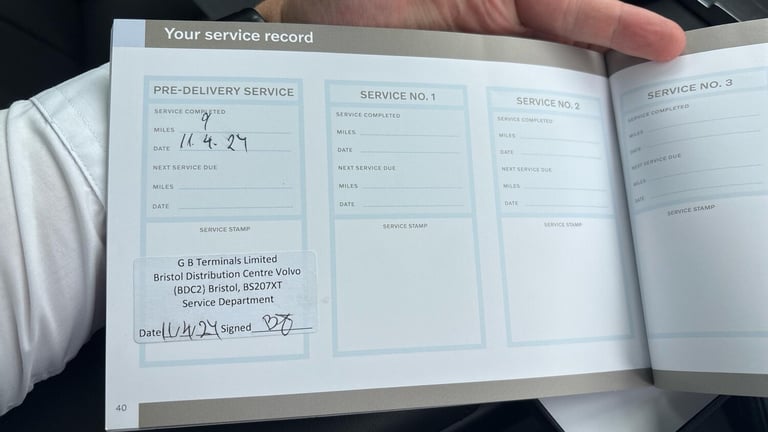 Your service record
PRE-DELIVERY SERVICE
SERVICE COMPLETED
MILES 9
DATE 11.4.24
NEXT SERVICE DUE
MILES
DATE
SERVICE STAMP
G B Terminals Limited
Bristol Distribution Centre Volvo
(BDC2) Bristol, BS207XT
Service Department
Date 11/4/24 Signed
SERVICE NO. 1
SERVICE COMPLETED
MILES
DATE
NEXT SERVICE DUE
MILES
DATE
SERVICE STAMP
SERVICE NO. 2
SERVICE COMPLETED
MILES
DATE
NEXT SERVICE DUE
MILES
DATE
SERVICE STAMP
SERVICE NO. 3
SERVICE COMPLETED
MILES
DATE
NEXT SERVICE DUE
MILES
DATE
SERVICE STAMP
40